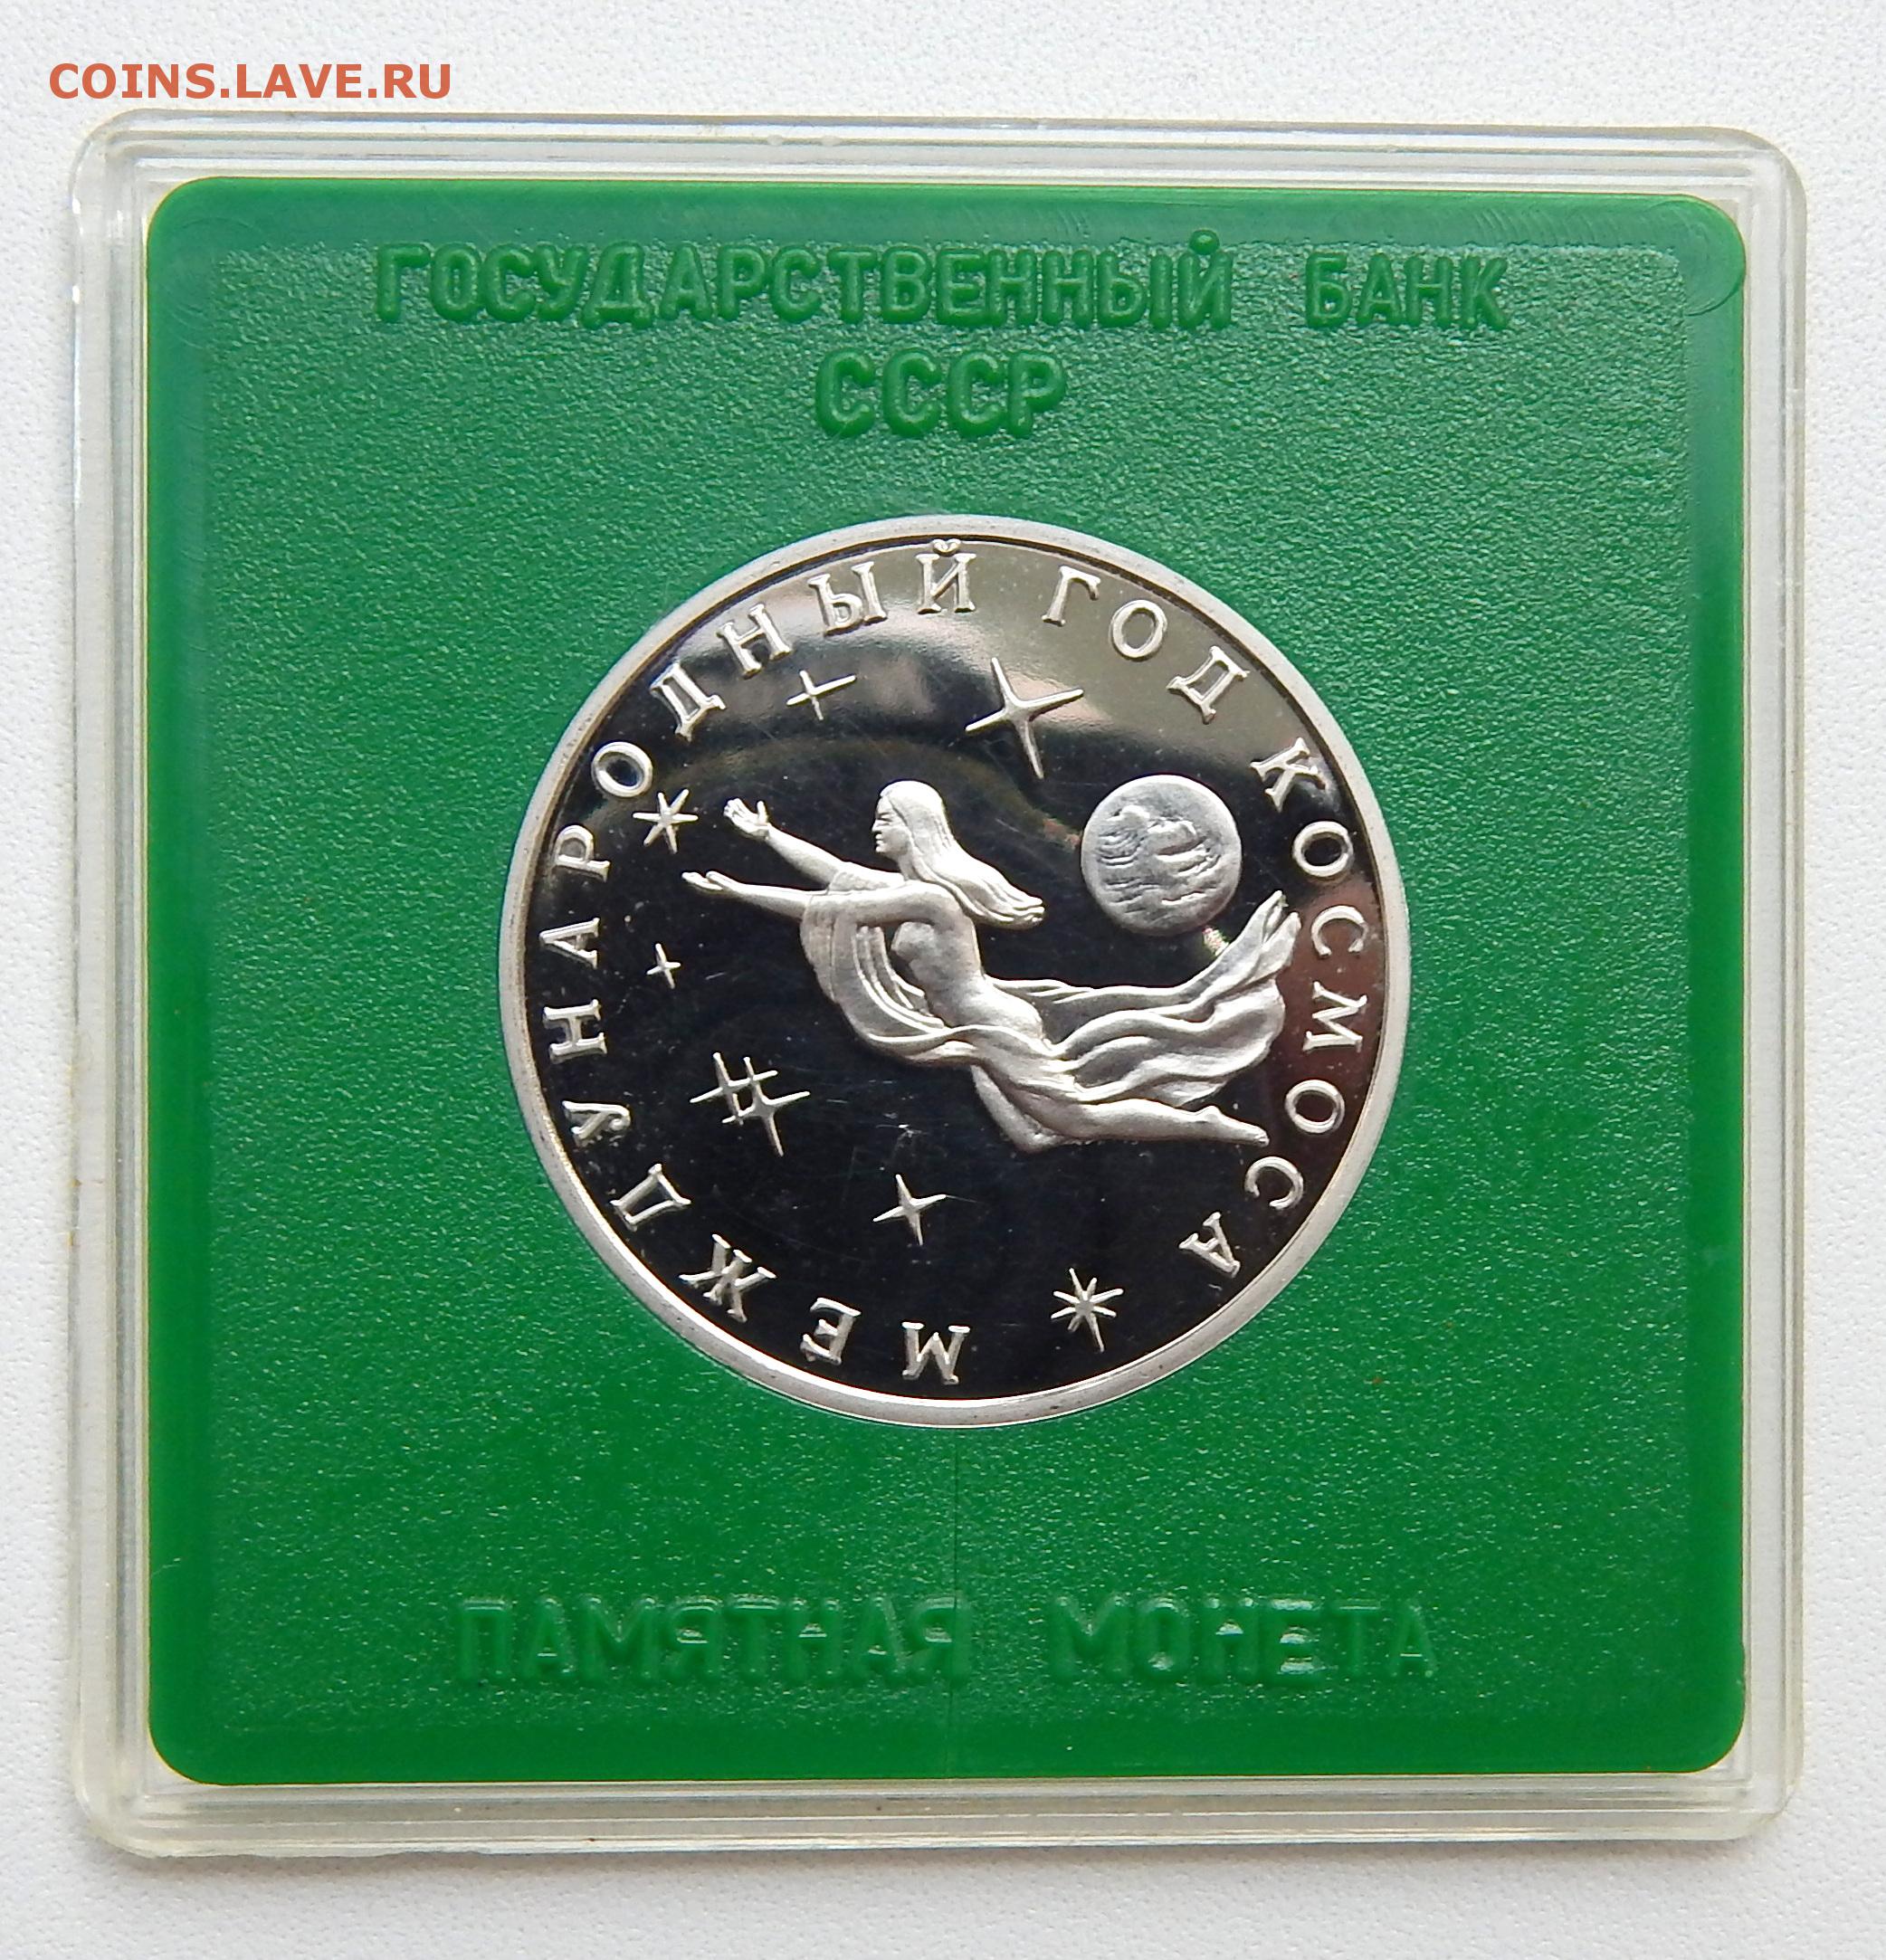 COINS.LAVE.RU
ГОСУДАРСТВЕННЫЙ БАНК
СССР
МЕЖДУНАРОДНЫЙ ГОД КОСМОСА
ПАМЯТНАЯ МОНЕТА